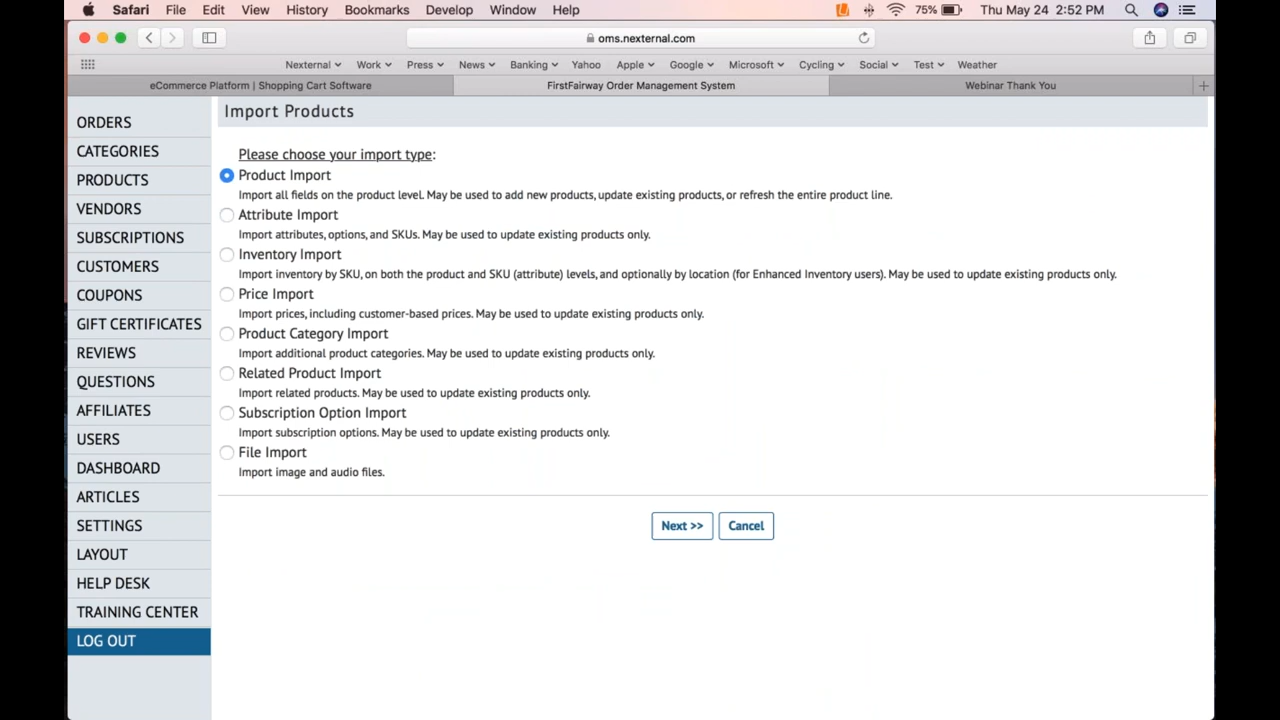 Safari File Edit View History Bookmarks Develop Window Help 75% Thu May 24 2:52 PM
oms.nexternal.com
Nexternal Work Press News Banking Yahoo Apple Google Microsoft Cycling Social Test Weather
eCommerce Platform | Shopping Cart Software FirstFairway Order Management System Webinar Thank You
ORDERS
CATEGORIES
PRODUCTS
VENDORS
SUBSCRIPTIONS
CUSTOMERS
COUPONS
GIFT CERTIFICATES
REVIEWS
QUESTIONS
AFFILIATES
USERS
DASHBOARD
ARTICLES
SETTINGS
LAYOUT
HELP DESK
TRAINING CENTER
LOG OUT
Import Products
Please choose your import type:
Product Import
Import all fields on the product level. May be used to add new products, update existing products, or refresh the entire product line.
Attribute Import
Import attributes, options, and SKUs. May be used to update existing products only.
Inventory Import
Import inventory by SKU, on both the product and SKU (attribute) levels, and optionally by location (for Enhanced Inventory users). May be used to update existing products only.
Price Import
Import prices, including customer-based prices. May be used to update existing products only.
Product Category Import
Import additional product categories. May be used to update existing products only.
Related Product Import
Import related products. May be used to update existing products only.
Subscription Option Import
Import subscription options. May be used to update existing products only.
File Import
Import image and audio files.
Next >> Cancel